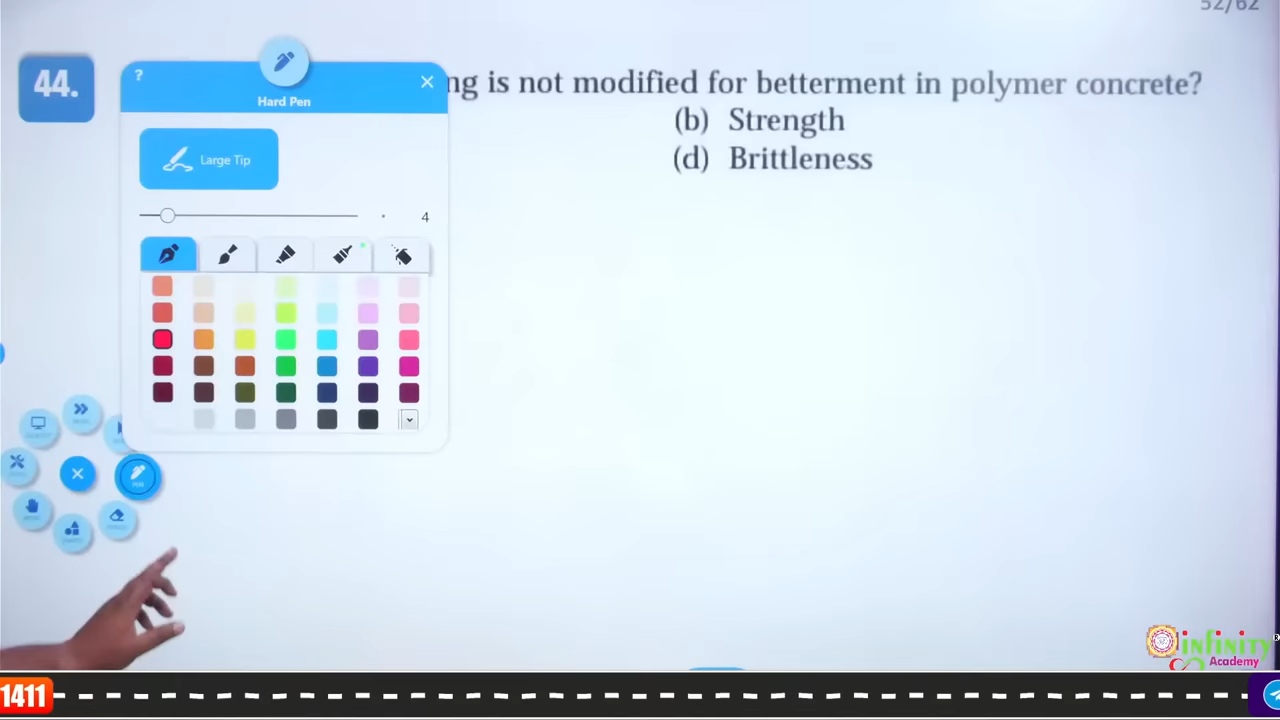 52/62
44.
?
Hard Pen
ng is not modified for betterment in polymer concrete?
Large Tip
(b) Strength
(d) Brittleness
4
PEN
infinity
Academy
1411